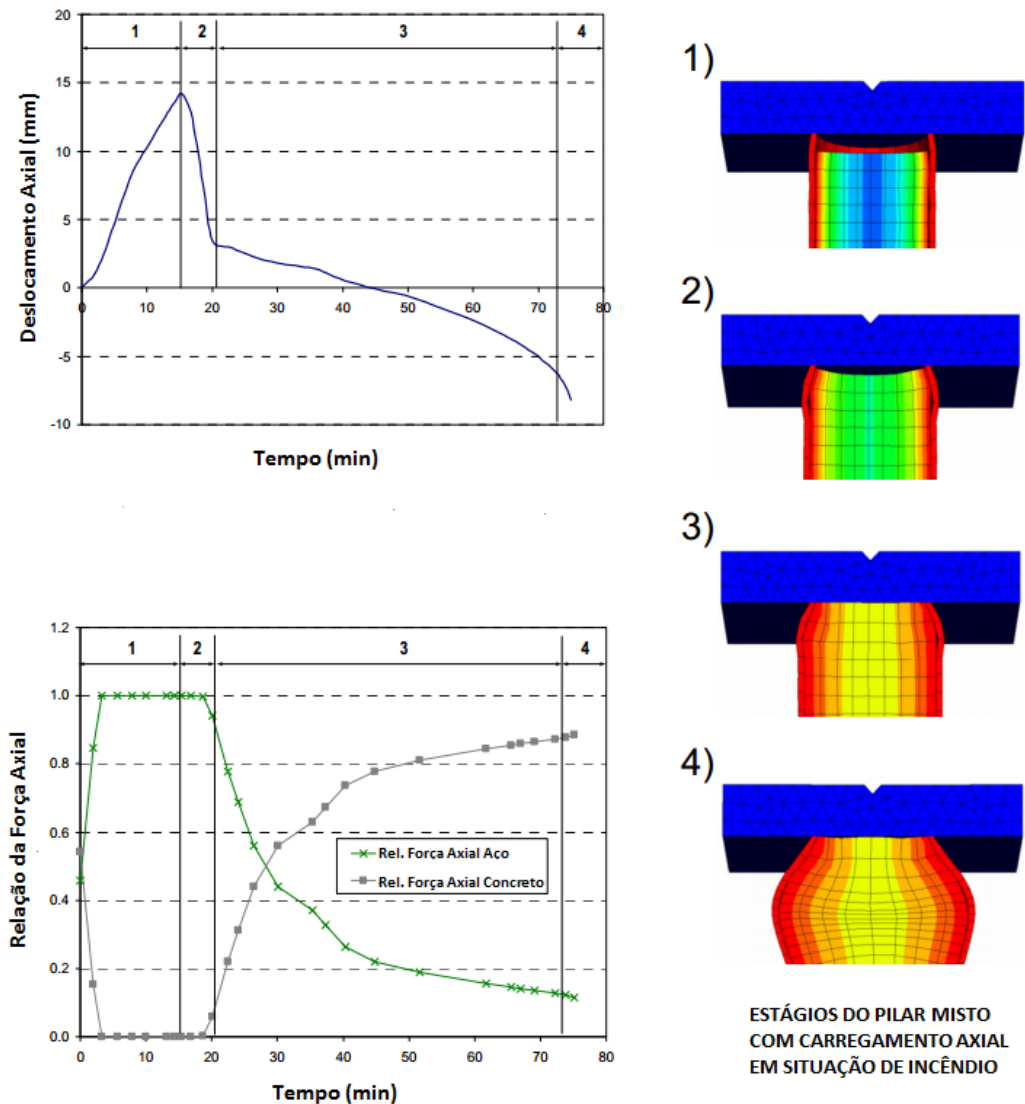 20
15
10
5
0
-5
-10
1 2 3 4
0 10 20 30 40 50 60 70 80
Deslocamento Axial (mm)
Tempo (min)
1.2
1.0
0.8
0.6
0.4
0.2
0.0
1 2 3 4
Rel. Força Axial Aço
Rel. Força Axial Concreto
0 10 20 30 40 50 60 70 80
Relação da Força Axial
Tempo (min)
1)
2)
3)
4)
ESTÁGIOS DO PILAR MISTO
COM CARREGAMENTO AXIAL
EM SITUAÇÃO DE INCÊNDIO